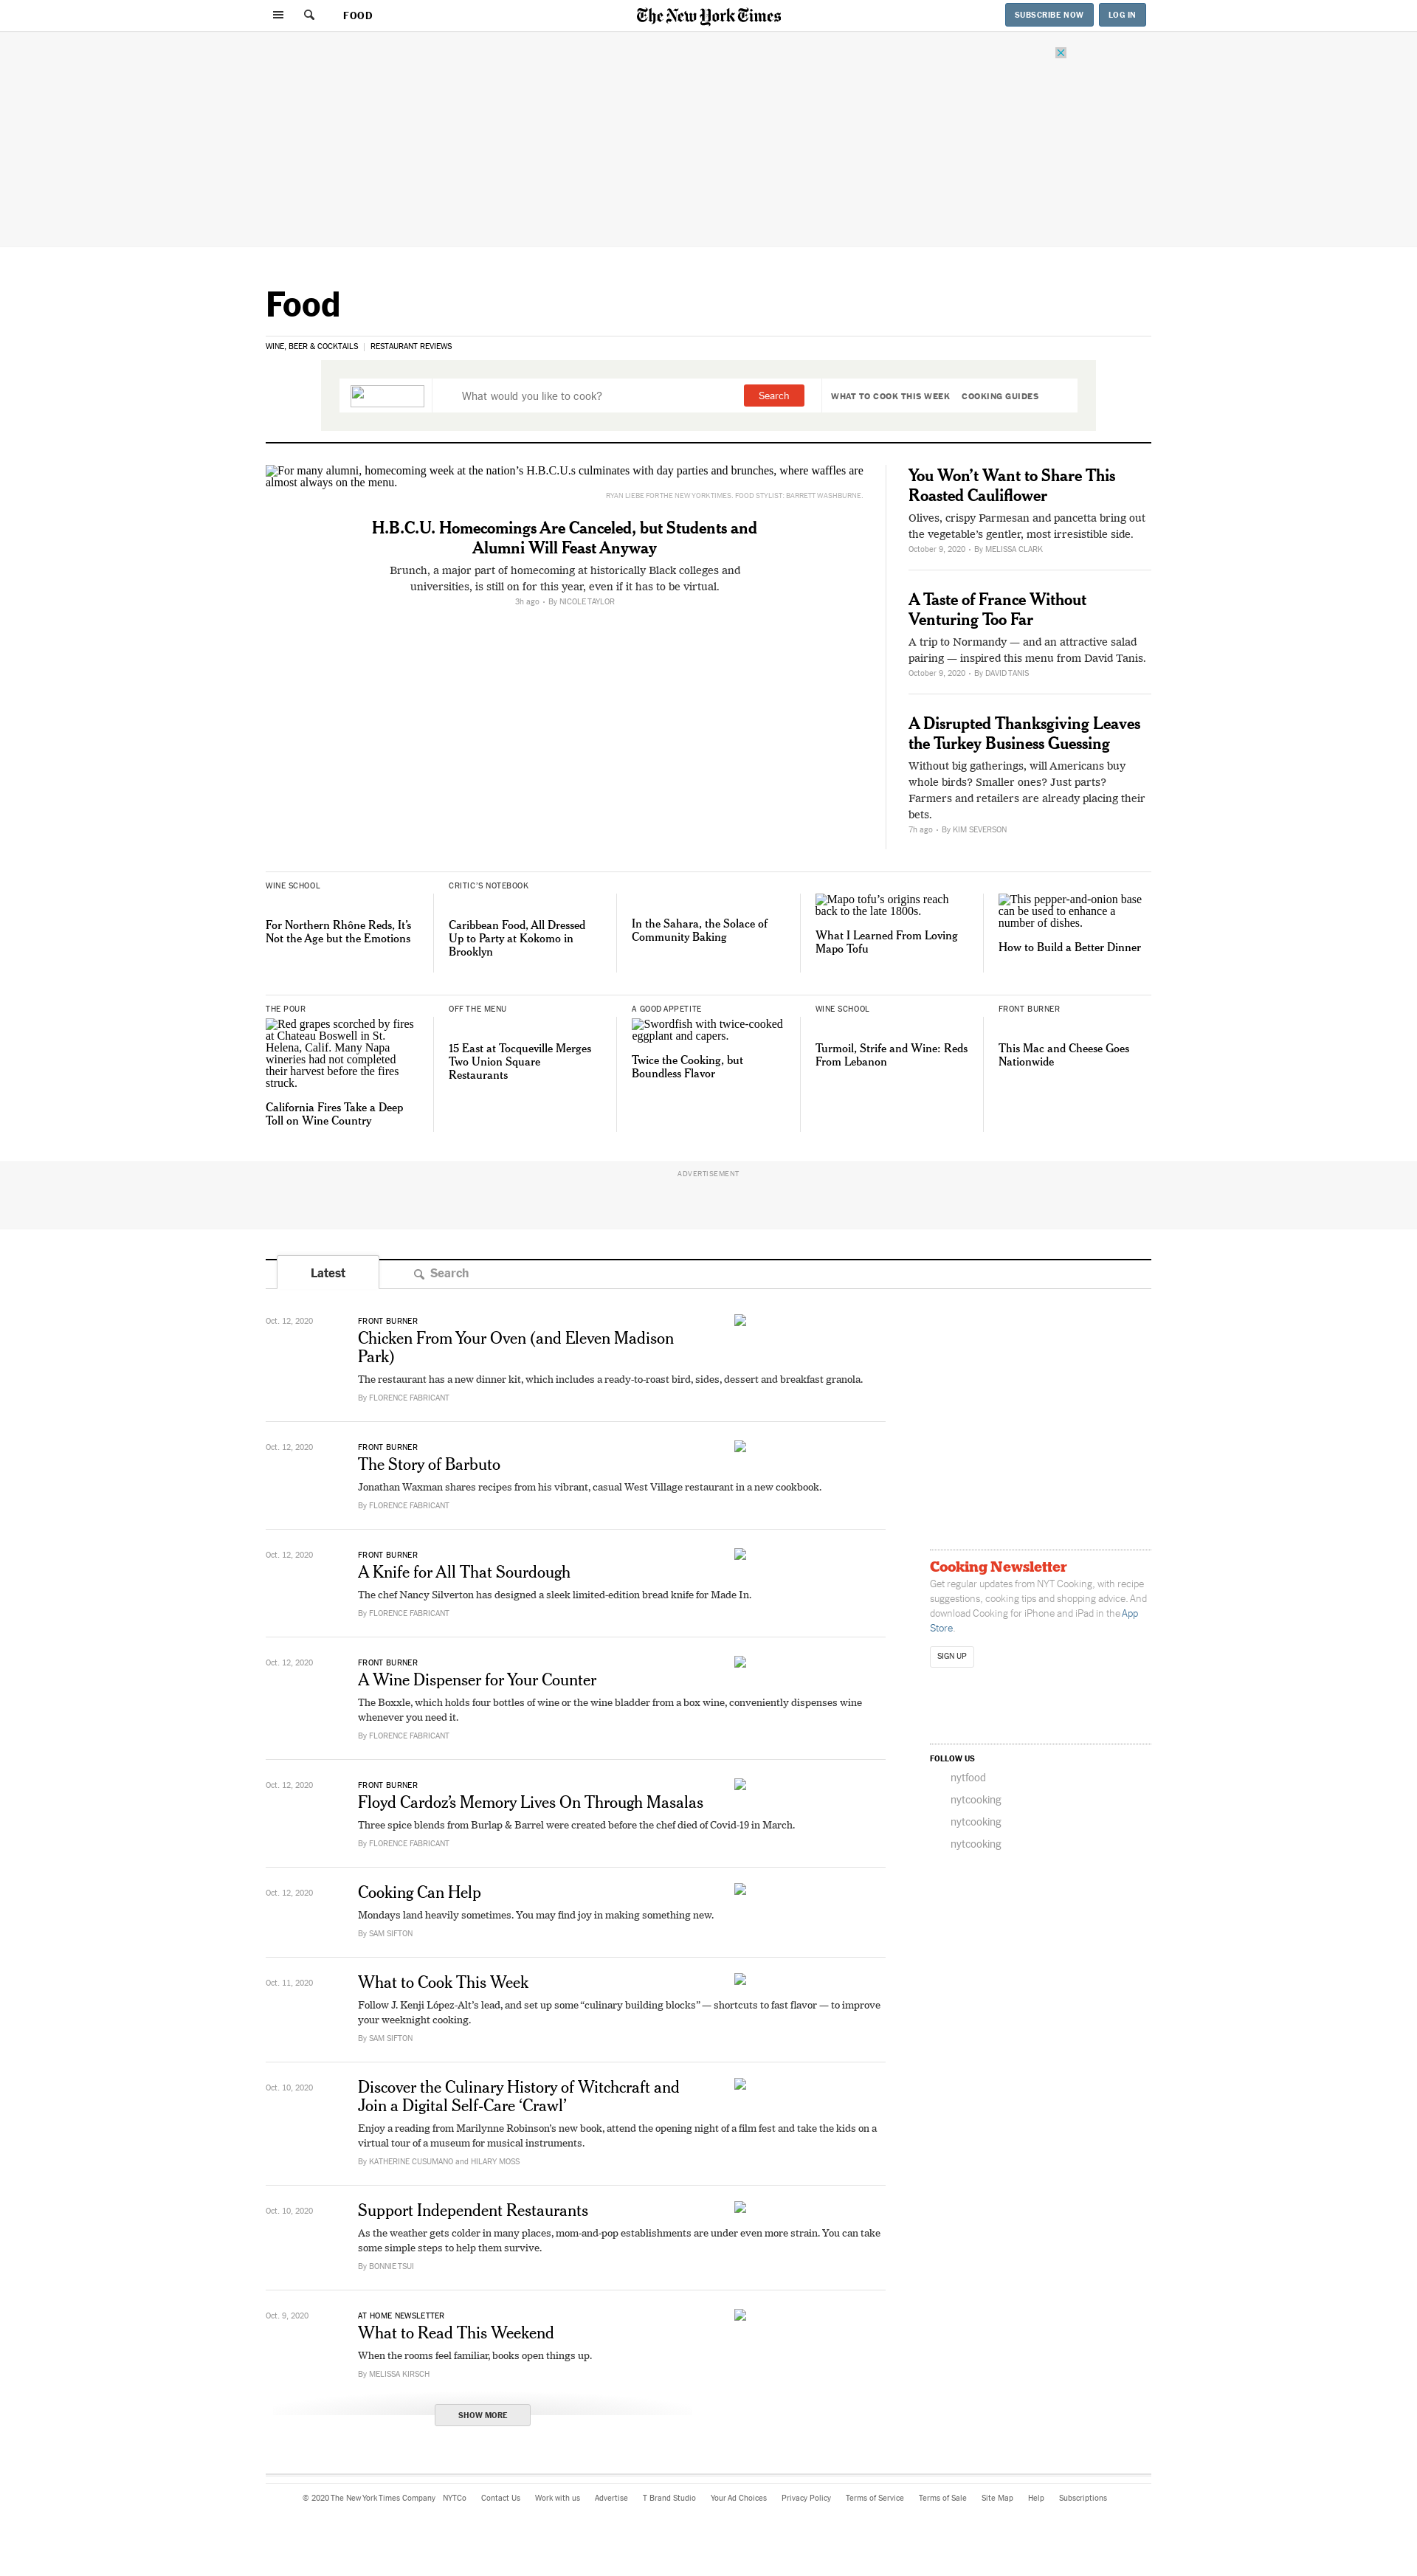 FOOD
The New York Times
SUBSCRIBE NOW
LOG IN
Food
WINE, BEER & COCKTAILS | RESTAURANT REVIEWS
What would you like to cook?
Search
WHAT TO COOK THIS WEEK
COOKING GUIDES
For many alumni, homecoming week at the nation’s H.B.C.U.s culminates with day parties and brunches, where waffles are
almost always on the menu.
RYAN LIEBE FOR THE NEW YORK TIMES. FOOD STYLIST: BARRETT WASHBURNE.
H.B.C.U. Homecomings Are Canceled, but Students and
Alumni Will Feast Anyway
Brunch, a major part of homecoming at historically Black colleges and
universities, is still on for this year, even if it has to be virtual.
3h ago • By NICOLE TAYLOR
You Won’t Want to Share This
Roasted Cauliflower
Olives, crispy Parmesan and pancetta bring out
the vegetable’s gentler, most irresistible side.
October 9, 2020 • By MELISSA CLARK
A Taste of France Without
Venturing Too Far
A trip to Normandy — and an attractive salad
pairing — inspired this menu from David Tanis.
October 9, 2020 • By DAVID TANIS
A Disrupted Thanksgiving Leaves
the Turkey Business Guessing
Without big gatherings, will Americans buy
whole birds? Smaller ones? Just parts?
Farmers and retailers are already placing their
bets.
7h ago • By KIM SEVERSON
WINE SCHOOL
For Northern Rhône Reds, It’s
Not the Age but the Emotions
CRITIC’S NOTEBOOK
Caribbean Food, All Dressed
Up to Party at Kokomo in
Brooklyn
In the Sahara, the Solace of
Community Baking
Mapo tofu’s origins reach
back to the late 1800s.
What I Learned From Loving
Mapo Tofu
This pepper-and-onion base
can be used to enhance a
number of dishes.
How to Build a Better Dinner
THE POUR
Red grapes scorched by fires
at Chateau Boswell in St.
Helena, Calif. Many Napa
wineries had not completed
their harvest before the fires
struck.
California Fires Take a Deep
Toll on Wine Country
OFF THE MENU
15 East at Tocqueville Merges
Two Union Square
Restaurants
A GOOD APPETITE
Swordfish with twice-cooked
eggplant and capers.
Twice the Cooking, but
Boundless Flavor
WINE SCHOOL
Turmoil, Strife and Wine: Reds
From Lebanon
FRONT BURNER
This Mac and Cheese Goes
Nationwide
ADVERTISEMENT
Latest
Search
Oct. 12, 2020
FRONT BURNER
Chicken From Your Oven (and Eleven Madison
Park)
The restaurant has a new dinner kit, which includes a ready-to-roast bird, sides, dessert and breakfast granola.
By FLORENCE FABRICANT
Oct. 12, 2020
FRONT BURNER
The Story of Barbuto
Jonathan Waxman shares recipes from his vibrant, casual West Village restaurant in a new cookbook.
By FLORENCE FABRICANT
Oct. 12, 2020
FRONT BURNER
A Knife for All That Sourdough
The chef Nancy Silverton has designed a sleek limited-edition bread knife for Made In.
By FLORENCE FABRICANT
Oct. 12, 2020
FRONT BURNER
A Wine Dispenser for Your Counter
The Boxxle, which holds four bottles of wine or the wine bladder from a box wine, conveniently dispenses wine
whenever you need it.
By FLORENCE FABRICANT
Oct. 12, 2020
FRONT BURNER
Floyd Cardoz’s Memory Lives On Through Masalas
Three spice blends from Burlap & Barrel were created before the chef died of Covid-19 in March.
By FLORENCE FABRICANT
Oct. 12, 2020
Cooking Can Help
Mondays land heavily sometimes. You may find joy in making something new.
By SAM SIFTON
Oct. 11, 2020
What to Cook This Week
Follow J. Kenji López-Alt’s lead, and set up some “culinary building blocks” — shortcuts to fast flavor — to improve
your weeknight cooking.
By SAM SIFTON
Oct. 10, 2020
Discover the Culinary History of Witchcraft and
Join a Digital Self-Care ‘Crawl’
Enjoy a reading from Marilynne Robinson’s new book, attend the opening night of a film fest and take the kids on a
virtual tour of a museum for musical instruments.
By KATHERINE CUSUMANO and HILARY MOSS
Oct. 10, 2020
Support Independent Restaurants
As the weather gets colder in many places, mom-and-pop establishments are under even more strain. You can take
some simple steps to help them survive.
By BONNIE TSUI
Oct. 9, 2020
AT HOME NEWSLETTER
What to Read This Weekend
When the rooms feel familiar, books open things up.
By MELISSA KIRSCH
SHOW MORE
Cooking Newsletter
Get regular updates from NYT Cooking, with recipe
suggestions, cooking tips and shopping advice. And
download Cooking for iPhone and iPad in the App
Store.
SIGN UP
FOLLOW US
nytfood
nytcooking
nytcooking
nytcooking
© 2020 The New York Times Company NYTCo Contact Us Work with us Advertise T Brand Studio Your Ad Choices Privacy Policy Terms of Service Terms of Sale Site Map Help Subscriptions